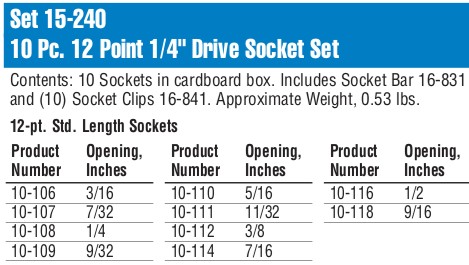 Set 15-240
10 Pc. 12 Point 1/4" Drive Socket Set
Contents: 10 Sockets in cardboard box. Includes Socket Bar 16-831
and (10) Socket Clips 16-841. Approximate Weight, 0.53 lbs.
12-pt. Std. Length Sockets
Product Opening, Product Opening, Product Opening,
Number Inches Number Inches Number Inches
10-106 3/16 10-110 5/16 10-116 1/2
10-107 7/32 10-111 11/32 10-118 9/16
10-108 1/4 10-112 3/8
10-109 9/32 10-114 7/16